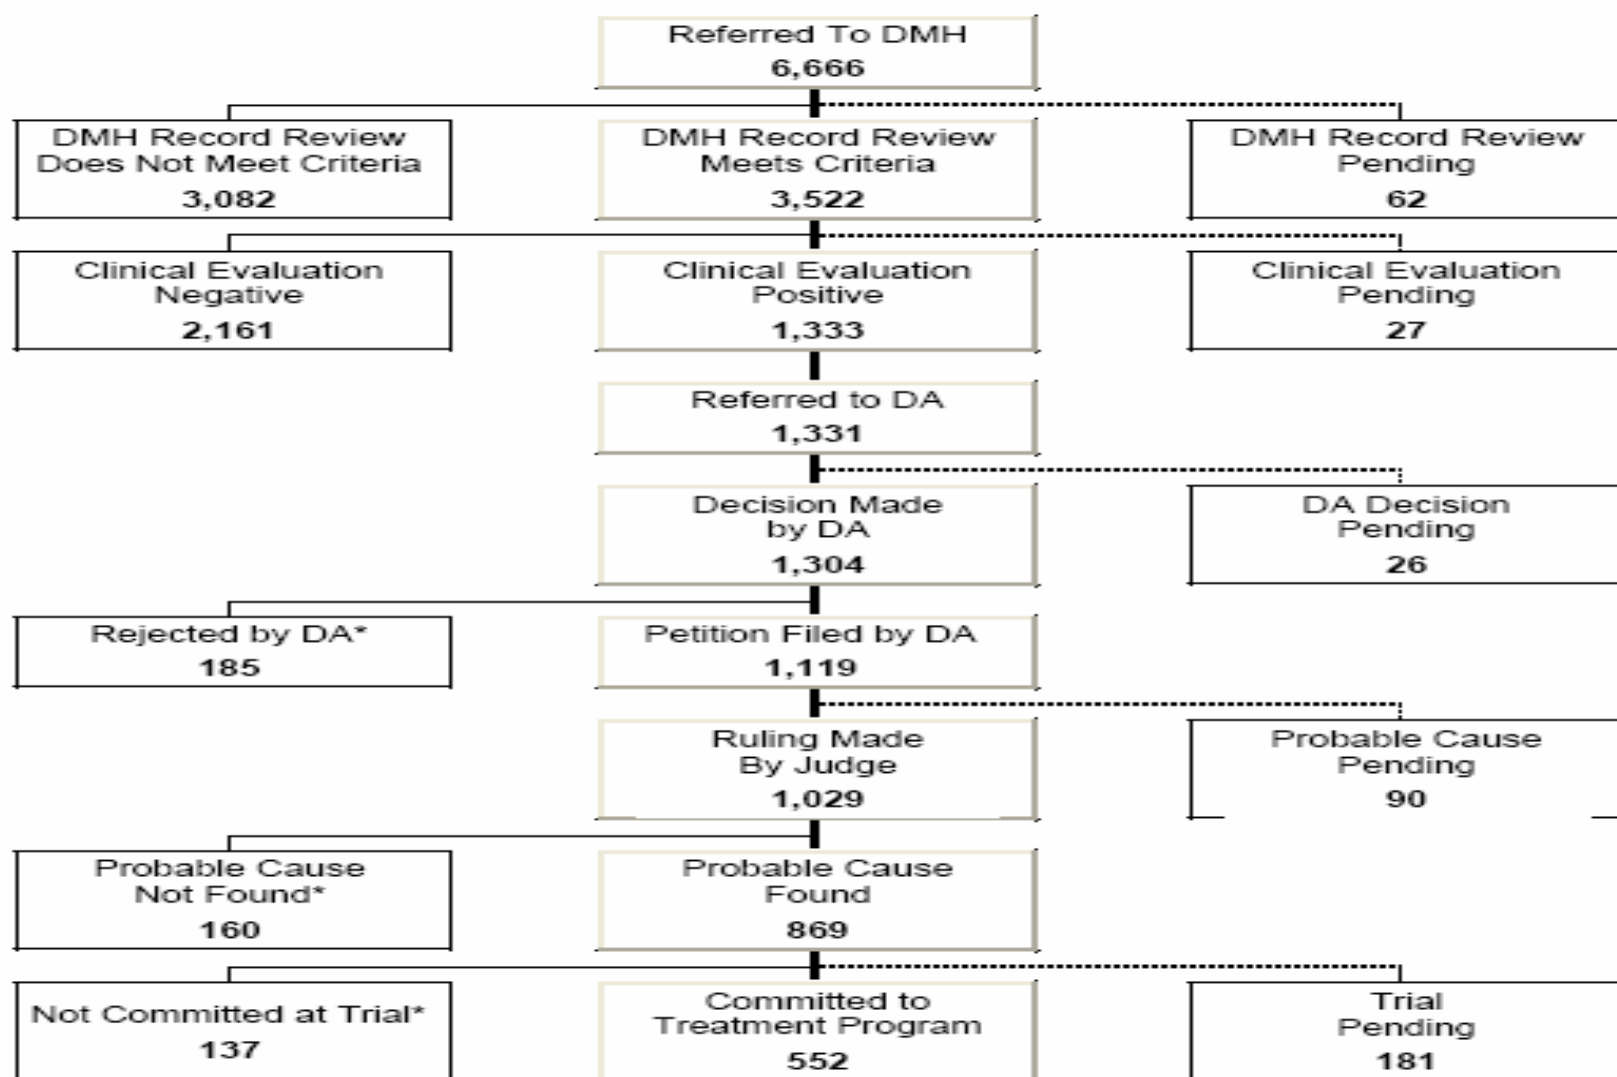 Referred To DMH
6,666
DMH Record Review
Does Not Meet Criteria
3,082
DMH Record Review
Meets Criteria
3,522
DMH Record Review
Pending
62
Clinical Evaluation
Negative
2,161
Clinical Evaluation
Positive
1,333
Clinical Evaluation
Pending
27
Referred to DA
1,331
Decision Made
by DA
1,304
DA Decision
Pending
26
Rejected by DA*
185
Petition Filed by DA
1,119
Ruling Made
By Judge
1,029
Probable Cause
Pending
90
Probable Cause
Not Found*
160
Probable Cause
Found
869
Not Committed at Trial*
137
Committed to
Treatment Program
552
Trial
Pending
181